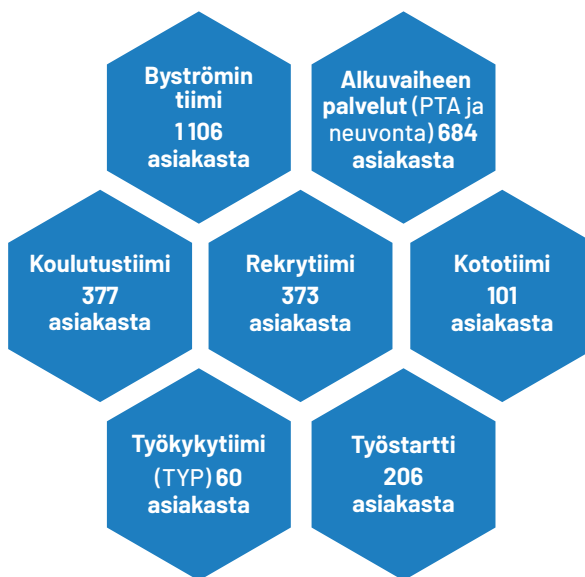 Byströmin
tiimi
1 106
asiakasta
Alkuvaiheen
palvelut (PTA ja
neuvonta) 684
asiakasta
Koulutustiimi
377
asiakasta
Rekrytiimi
373
asiakasta
Kototiimi
101
asiakasta
Työkykytiimi
(TYP) 60
asiakasta
Työstartti
206
asiakasta